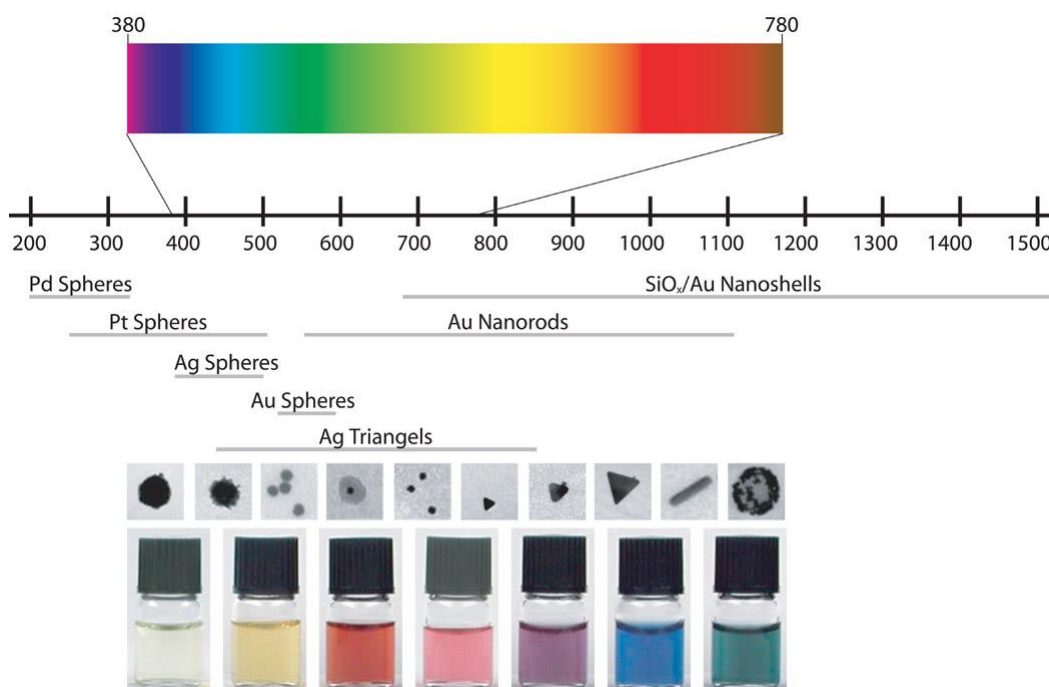 380 780
200 300 400 500 600 700 800 900 1000 1100 1200 1300 1400 1500
Pd Spheres SiOₓ/Au Nanoshells
Pt Spheres Au Nanorods
Ag Spheres
Au Spheres
Ag Triangels